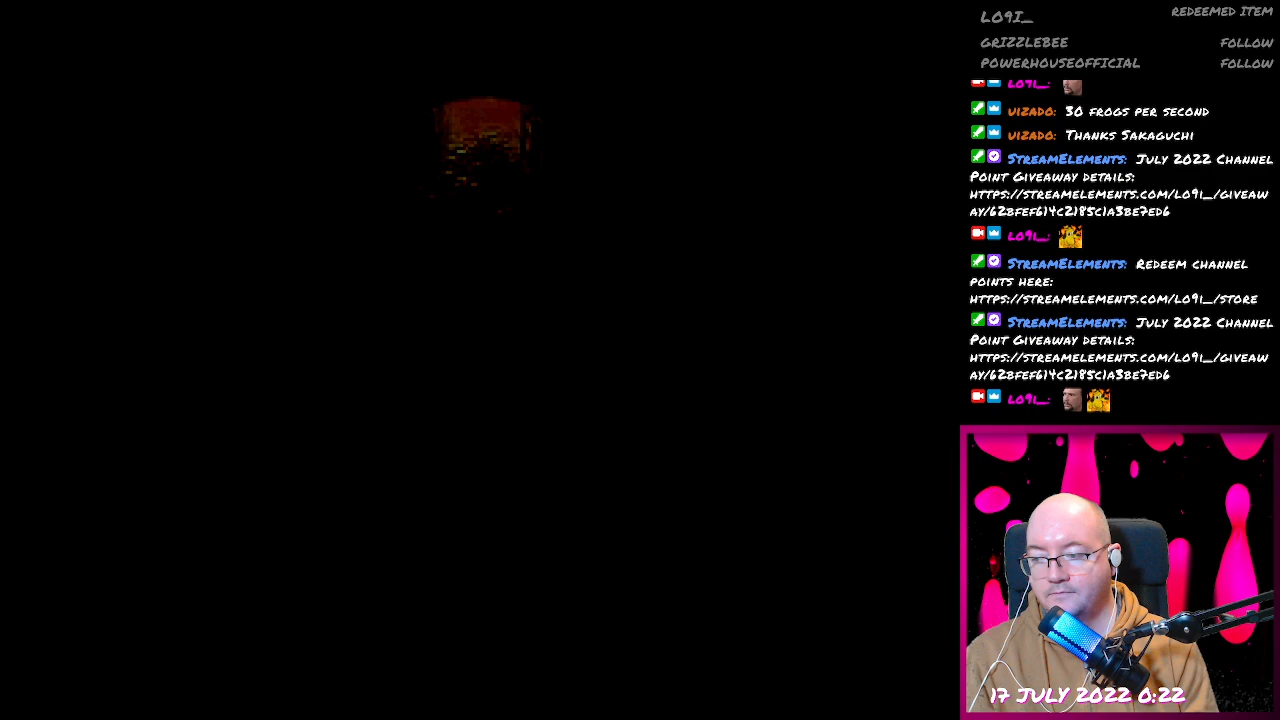 LO9I_
REDEEMED ITEM
GRIZZLEBEE FOLLOW
POWERHOUSEOFFICIAL FOLLOW
LO9I_:
UIZADO: 30 FROGS PER SECOND
UIZADO: THANKS SAKAGUCHI
STREAMELEMENTS: JULY 2022 CHANNEL
POINT GIVEAWAY DETAILS:
HTTPS://STREAMELEMENTS.COM/LO9I_/GIVEAW
AY/62BFEF614C2185C1A3BE7ED6
LO9I_:
STREAMELEMENTS: REDEEM CHANNEL
POINTS HERE:
HTTPS://STREAMELEMENTS.COM/LO9I_/STORE
STREAMELEMENTS: JULY 2022 CHANNEL
POINT GIVEAWAY DETAILS:
HTTPS://STREAMELEMENTS.COM/LO9I_/GIVEAW
AY/62BFEF614C2185C1A3BE7ED6
LO9I_:
17 JULY 2022 0:22